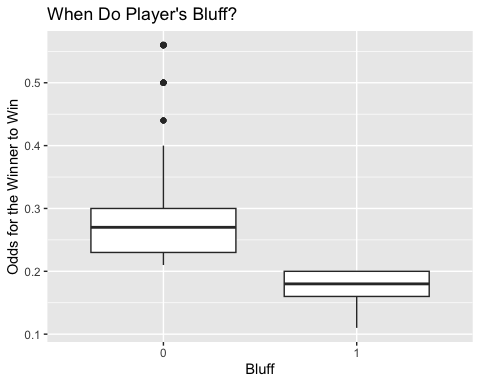 When Do Player's Bluff?
Odds for the Winner to Win
0.5
0.4
0.3
0.2
0.1
0 1
Bluff